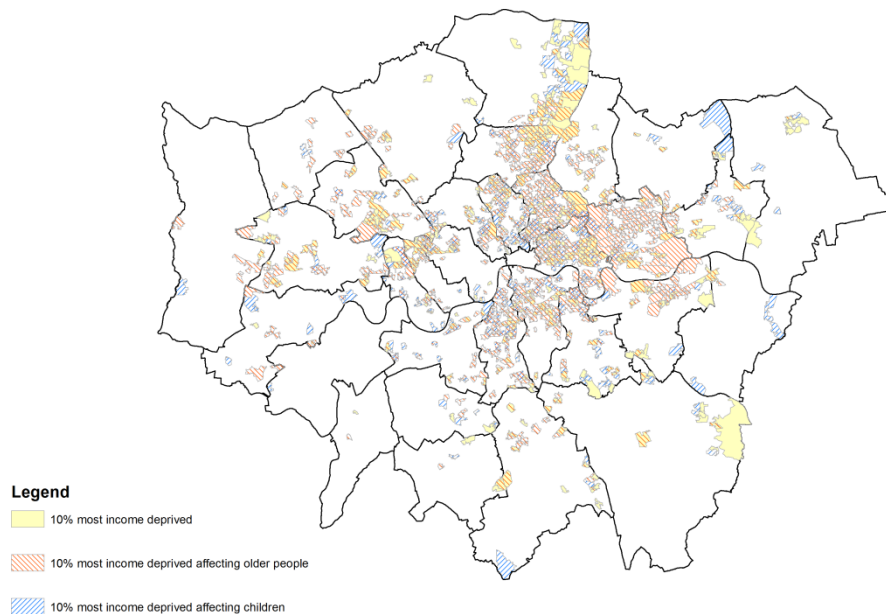 Legend
10% most income deprived
10% most income deprived affecting older people
10% most income deprived affecting children